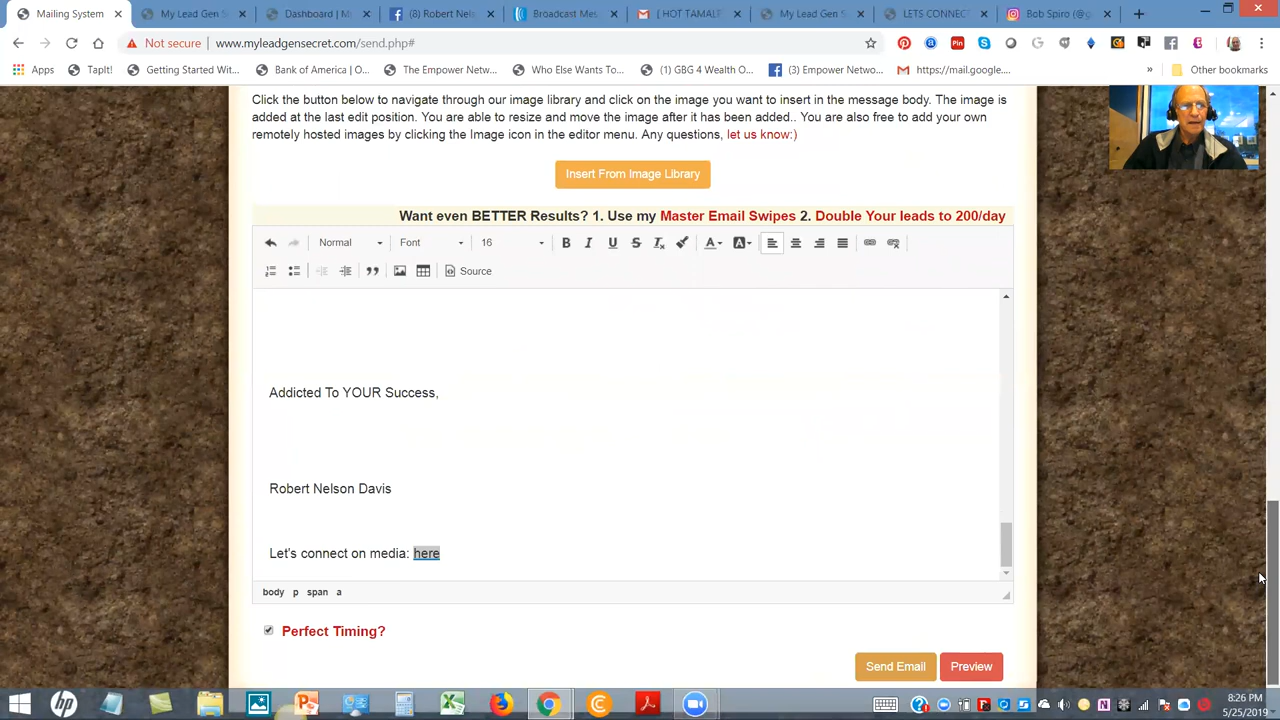 Mailing System
My Lead Gen S
Dashboard | M
(8) Robert Nels
Broadcast Mes
( HOT TAMALE
My Lead Gen S
LETS CONNECT
Bob Spiro (@g
Not secure | www.myleadgensecret.com/send.php#
Apps
TapIt!
Getting Started Wit...
Bank of America | O...
The Empower Netw...
Who Else Wants To...
(1) GBG 4 Wealth O...
(3) Empower Netwo...
https://mail.google....
»
Other bookmarks
Click the button below to navigate through our image library and click on the image you want to insert in the message body. The image is
added at the last edit position. You are able to resize and move the image after it has been added.. You are also free to add your own
remotely hosted images by clicking the Image icon in the editor menu. Any questions, let us know:)
Insert From Image Library
Want even BETTER Results? 1. Use my Master Email Swipes 2. Double Your leads to 200/day
Normal
Font
16
B I U S Tx A A
Source
Addicted To YOUR Success,
Robert Nelson Davis
Let's connect on media: here
body p span a
Perfect Timing?
Send Email
Preview
8:26 PM
5/25/2019